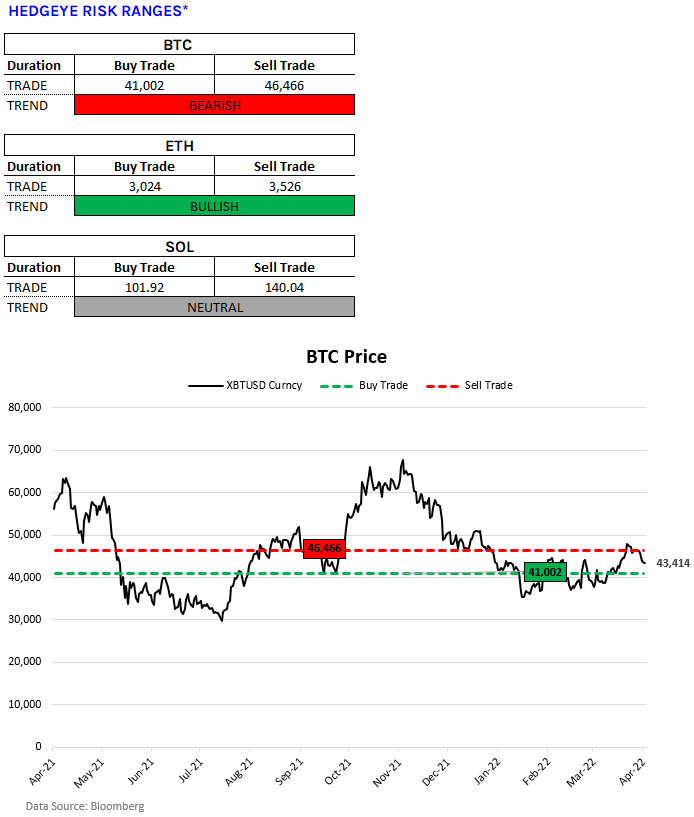 HEDGEYE RISK RANGES*
BTC
Duration Buy Trade Sell Trade
TRADE 41,002 46,466
TREND BEARISH
ETH
Duration Buy Trade Sell Trade
TRADE 3,024 3,526
TREND BULLISH
SOL
Duration Buy Trade Sell Trade
TRADE 101.92 140.04
TREND NEUTRAL
BTC Price
XBTUSD Curncy Buy Trade Sell Trade
80,000
70,000
60,000
50,000
46,466
43,414
41,002
40,000
30,000
20,000
10,000
0
Apr-21 May-21 Jun-21 Jul-21 Aug-21 Sep-21 Oct-21 Nov-21 Dec-21 Jan-22 Feb-22 Mar-22 Apr-22
Data Source: Bloomberg